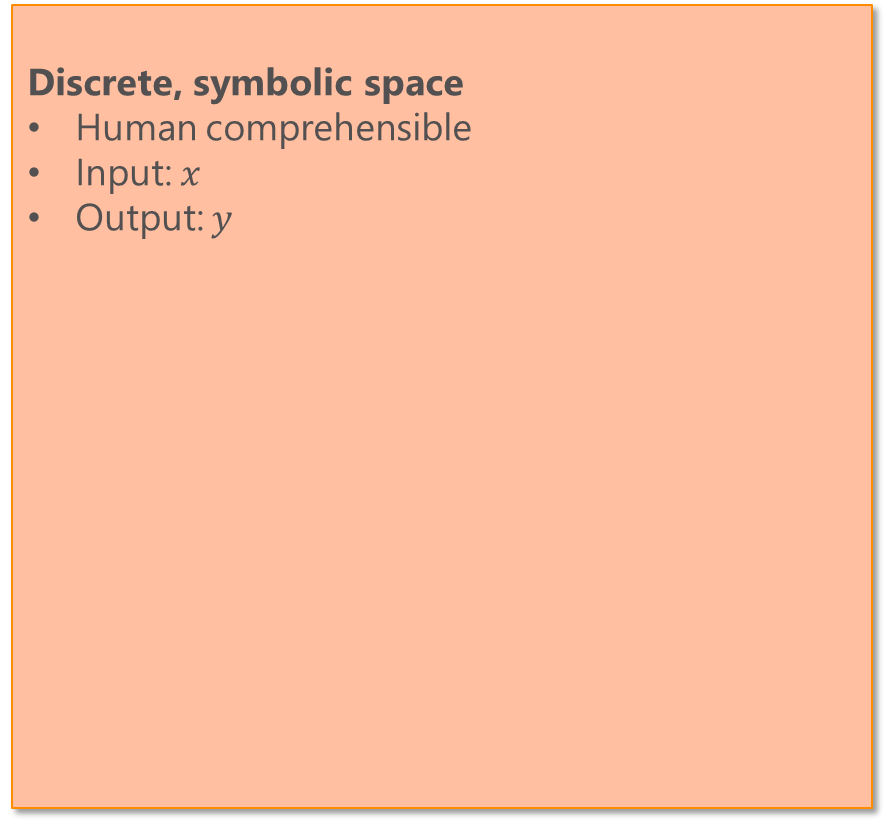 Discrete, symbolic space
• Human comprehensible
• Input: x
• Output: y